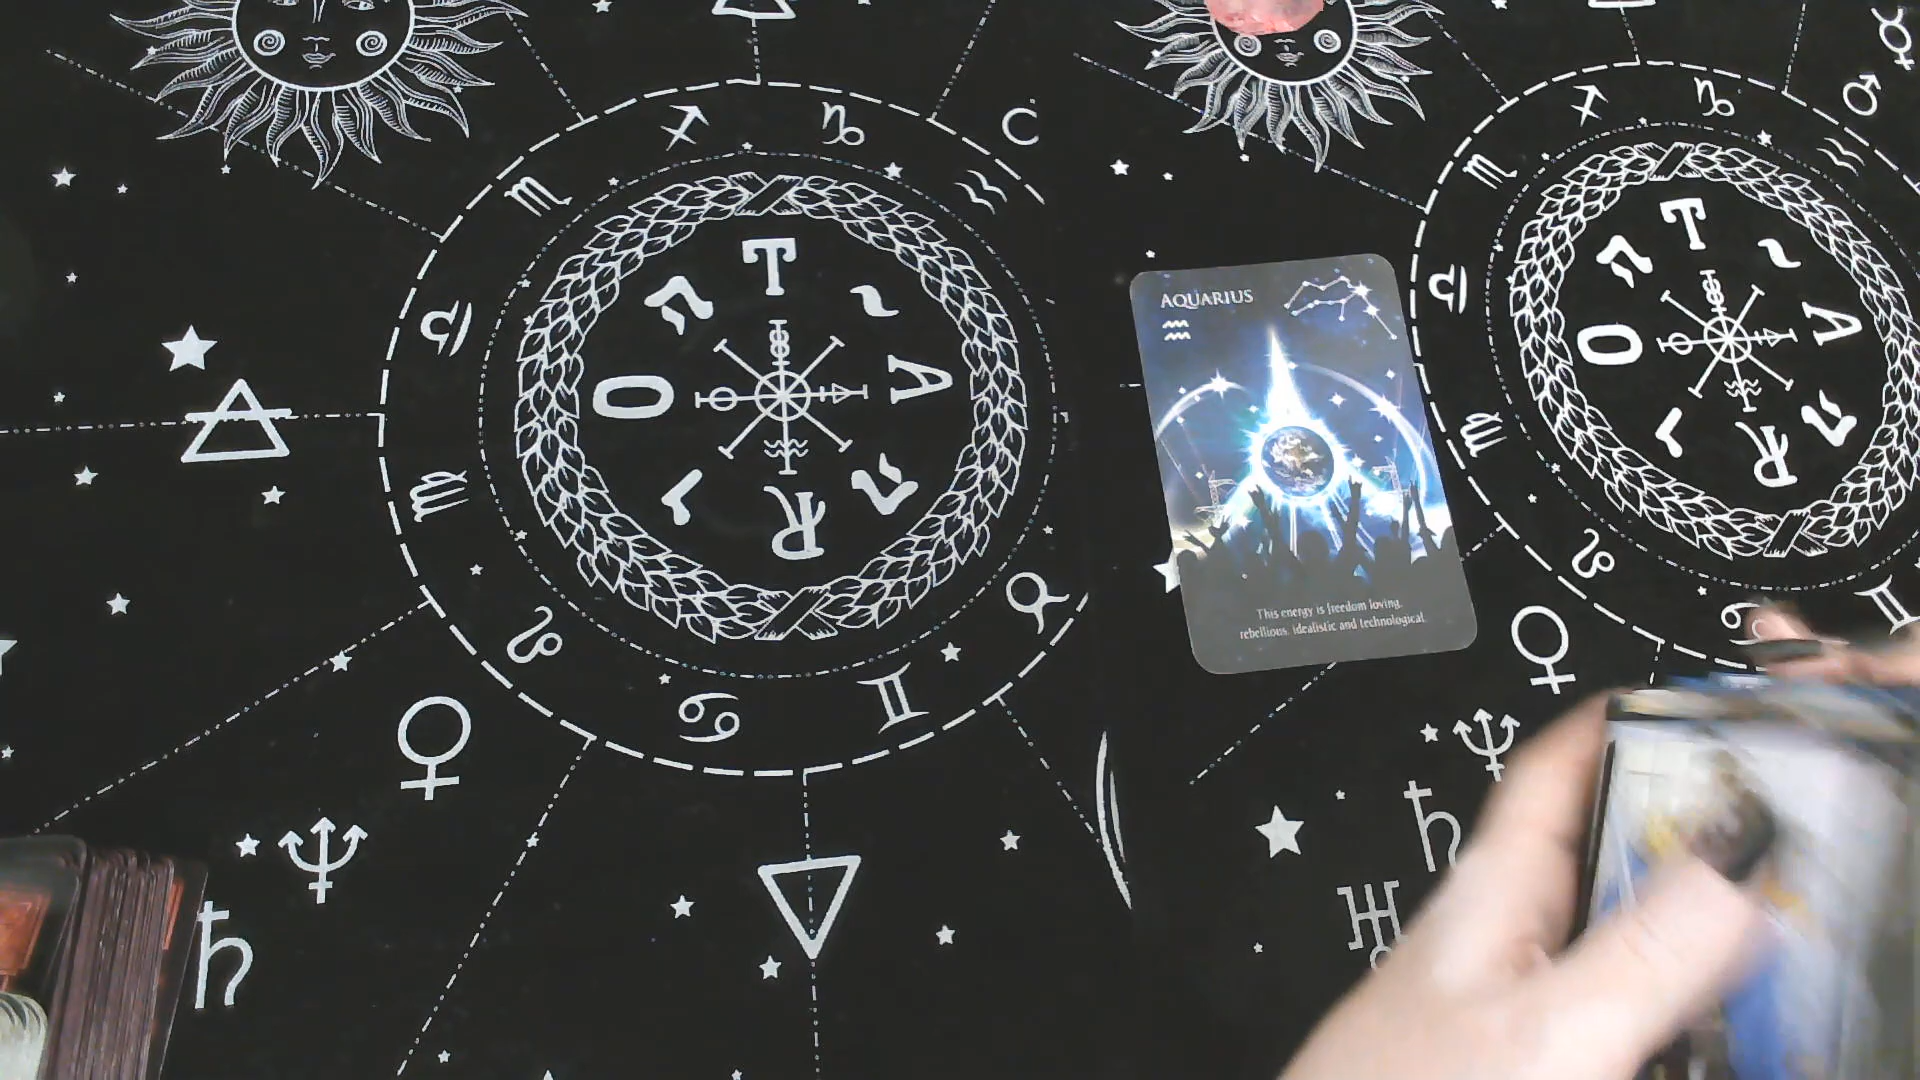 T
A
R
O
T
A
R
O
AQUARIUS
This energy is freedom loving,
rebellious, idealistic and technological.